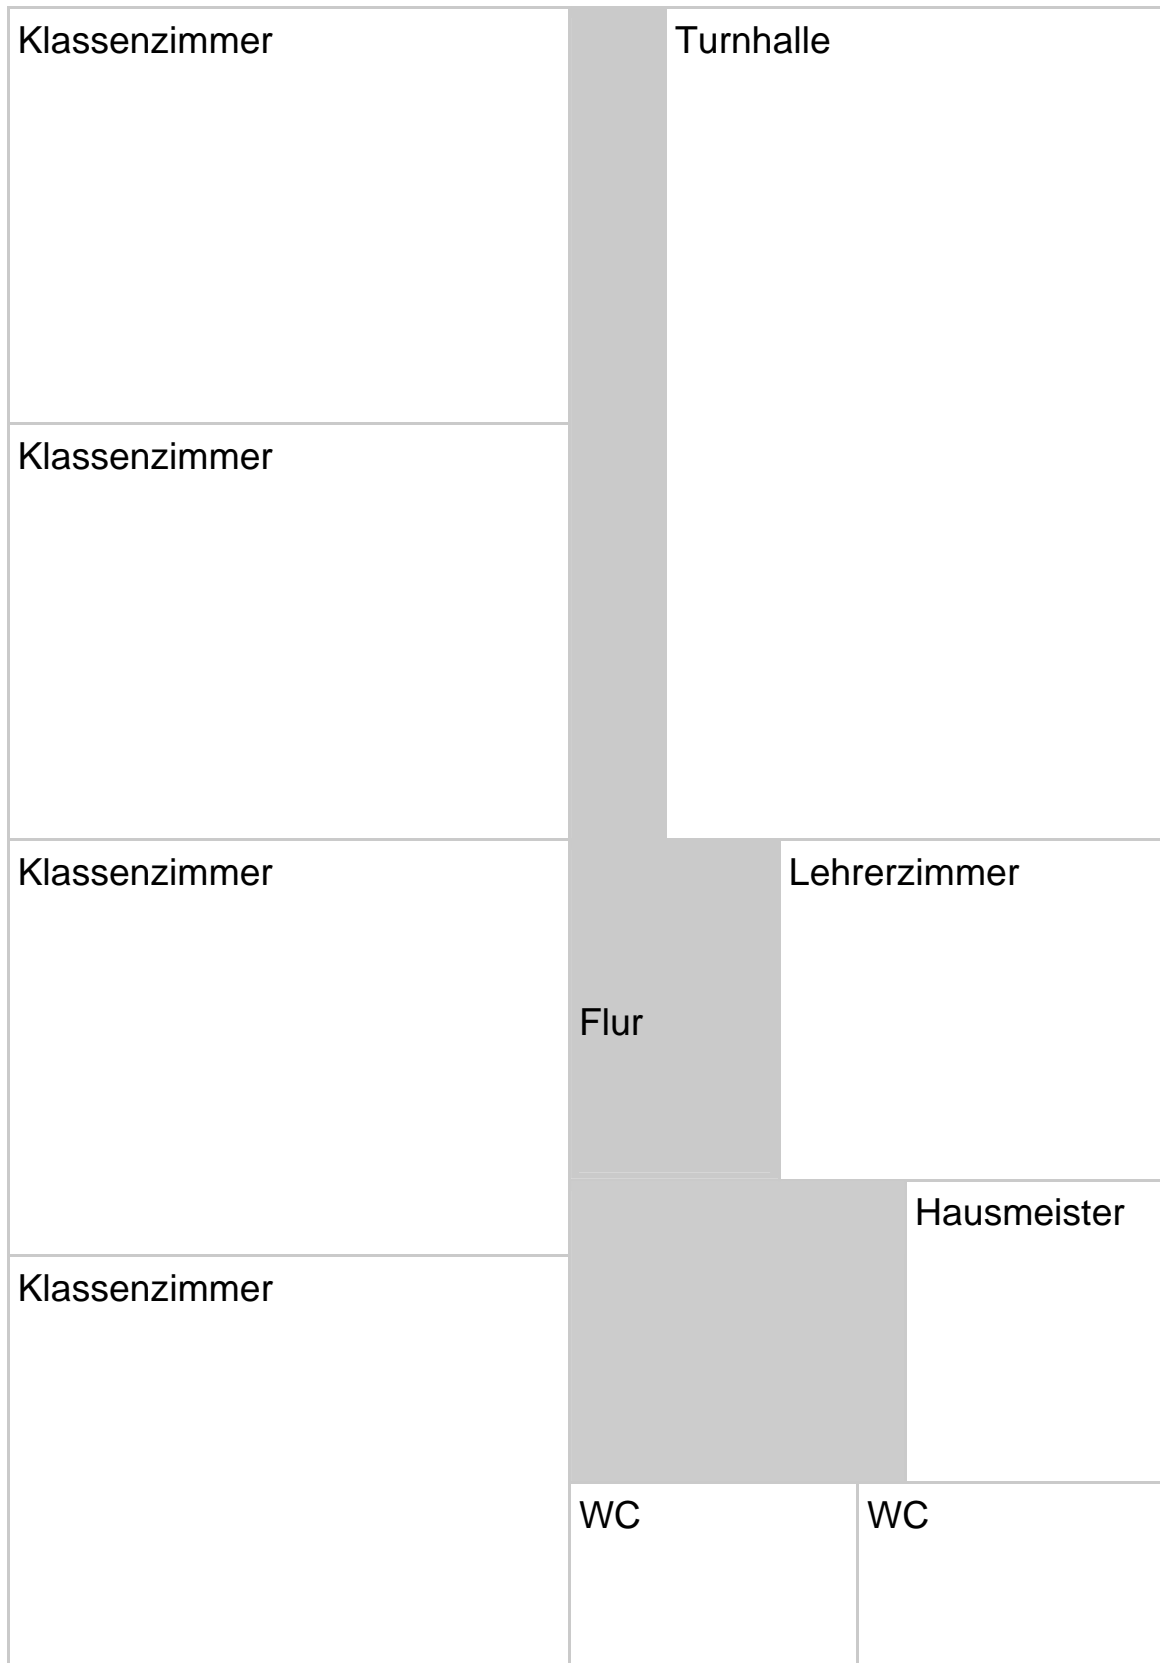 Klassenzimmer
Turnhalle
Klassenzimmer
Klassenzimmer
Lehrerzimmer
Flur
Hausmeister
Klassenzimmer
WC
WC